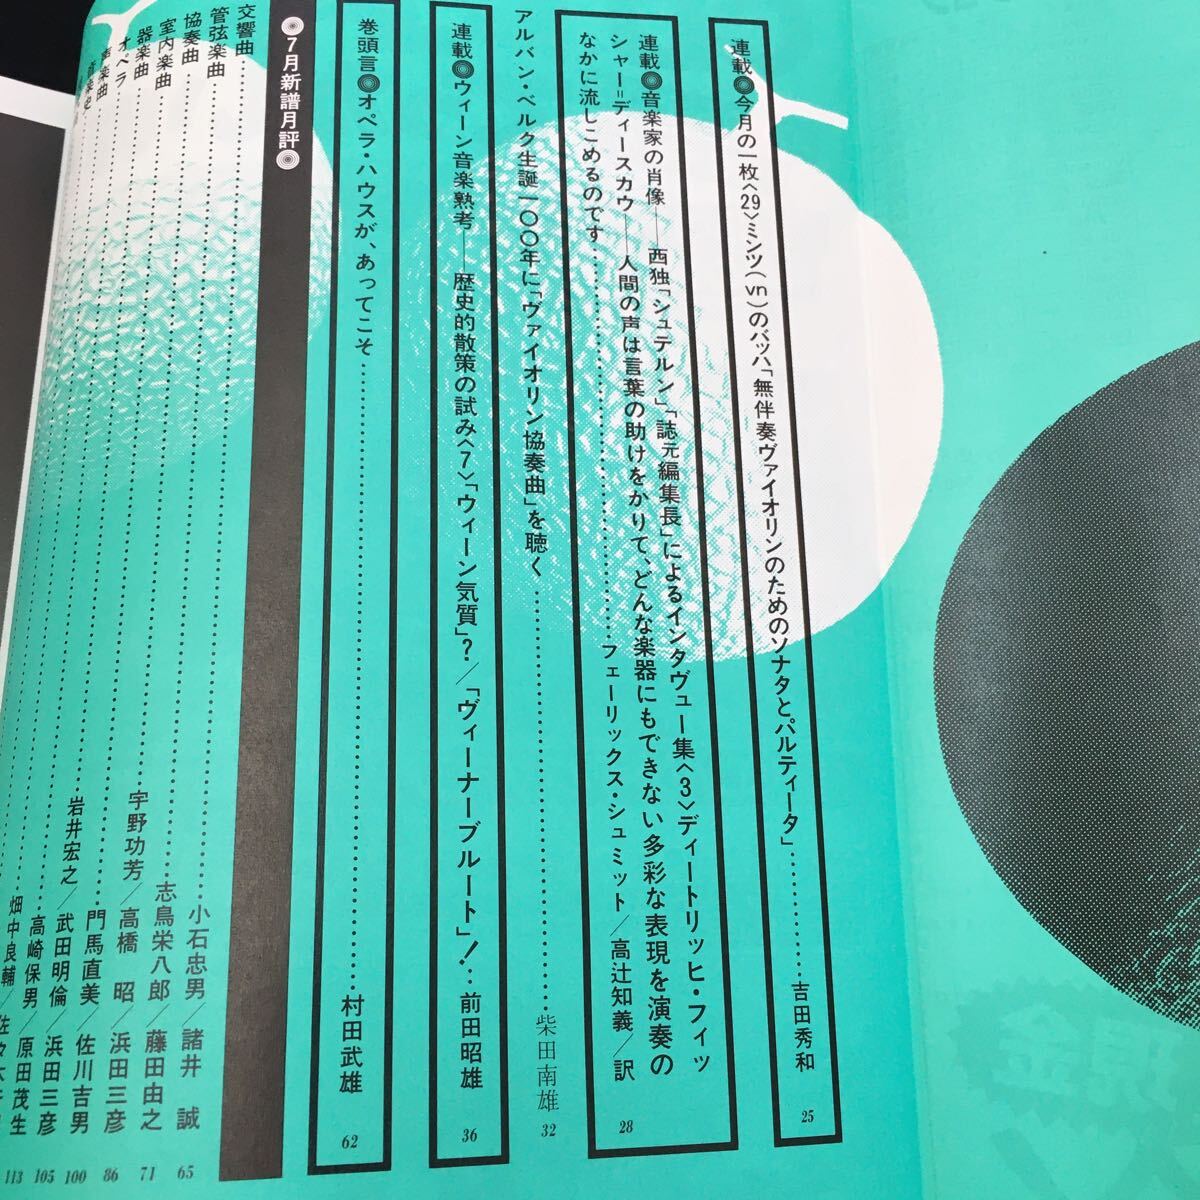 連載◉今月の一枚〈29〉ミンツ(vn)のバッハ「無伴奏ヴァイオリンのためのソナタとパルティータ」…………吉田秀和 25
連載◉音楽家の肖像——西独「シュテルン」「誌元編集長」によるインタヴュー集〈3〉ディートリッヒ・フィッ
シャー=ディースカウ——人間の声は言葉の助けをかりて、どんな楽器にもできない多彩な表現を演奏の
なかに流しこめるのです…………フェーリックス・シュミット/高辻知義/訳 28
アルバン・ベルク生誕一〇〇年に「ヴァイオリン協奏曲」を聴く…………柴田南雄 32
連載◉ウィーン音楽熟考——歴史的散策の試み〈7〉「ウィーン気質」?/「ヴィーナーブルート」!…前田昭雄 36
巻頭言◉オペラ・ハウスが、あってこそ…………村田武雄 62
◉7月新譜月評◉
交響曲…………小石忠男/諸井 誠 65
管弦楽曲…………志鳥栄八郎/藤田由之 71
協奏曲…………宇野功芳/高橋 昭/浜田三彦 86
室内楽曲…………門馬直美/佐川吉男 100
器楽曲…………岩井宏之/武田明倫/浜田三彦 105
オペラ…………高崎保男/原田茂生 113
声楽曲…………畑中良輔/佐々木
音楽史